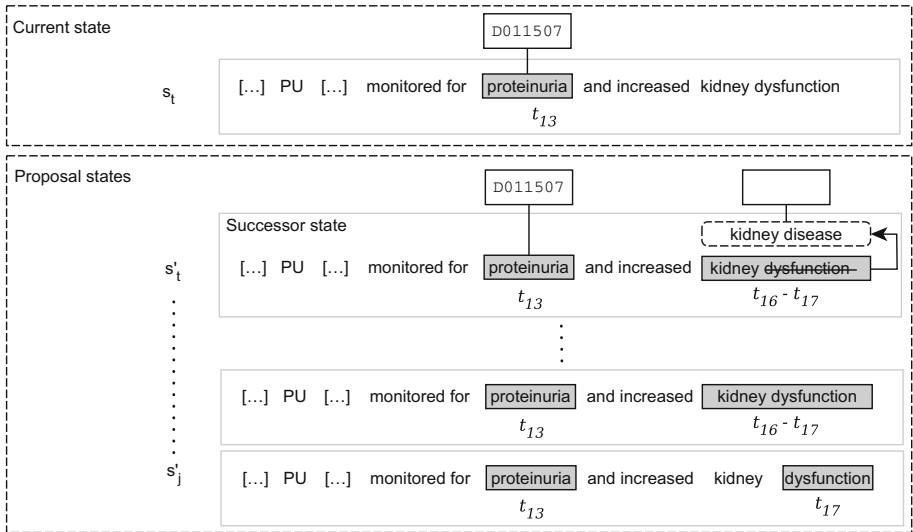 Current state
D011507
s_t
[...] PU [...] monitored for proteinuria and increased kidney dysfunction
t_13
Proposal states
D011507
Successor state
kidney disease
s'_t
[...] PU [...] monitored for proteinuria and increased kidney dysfunction
t_13
t_16 - t_17
[...] PU [...] monitored for proteinuria and increased kidney dysfunction
t_13
t_16 - t_17
s'_j
[...] PU [...] monitored for proteinuria and increased kidney dysfunction
t_13
t_17